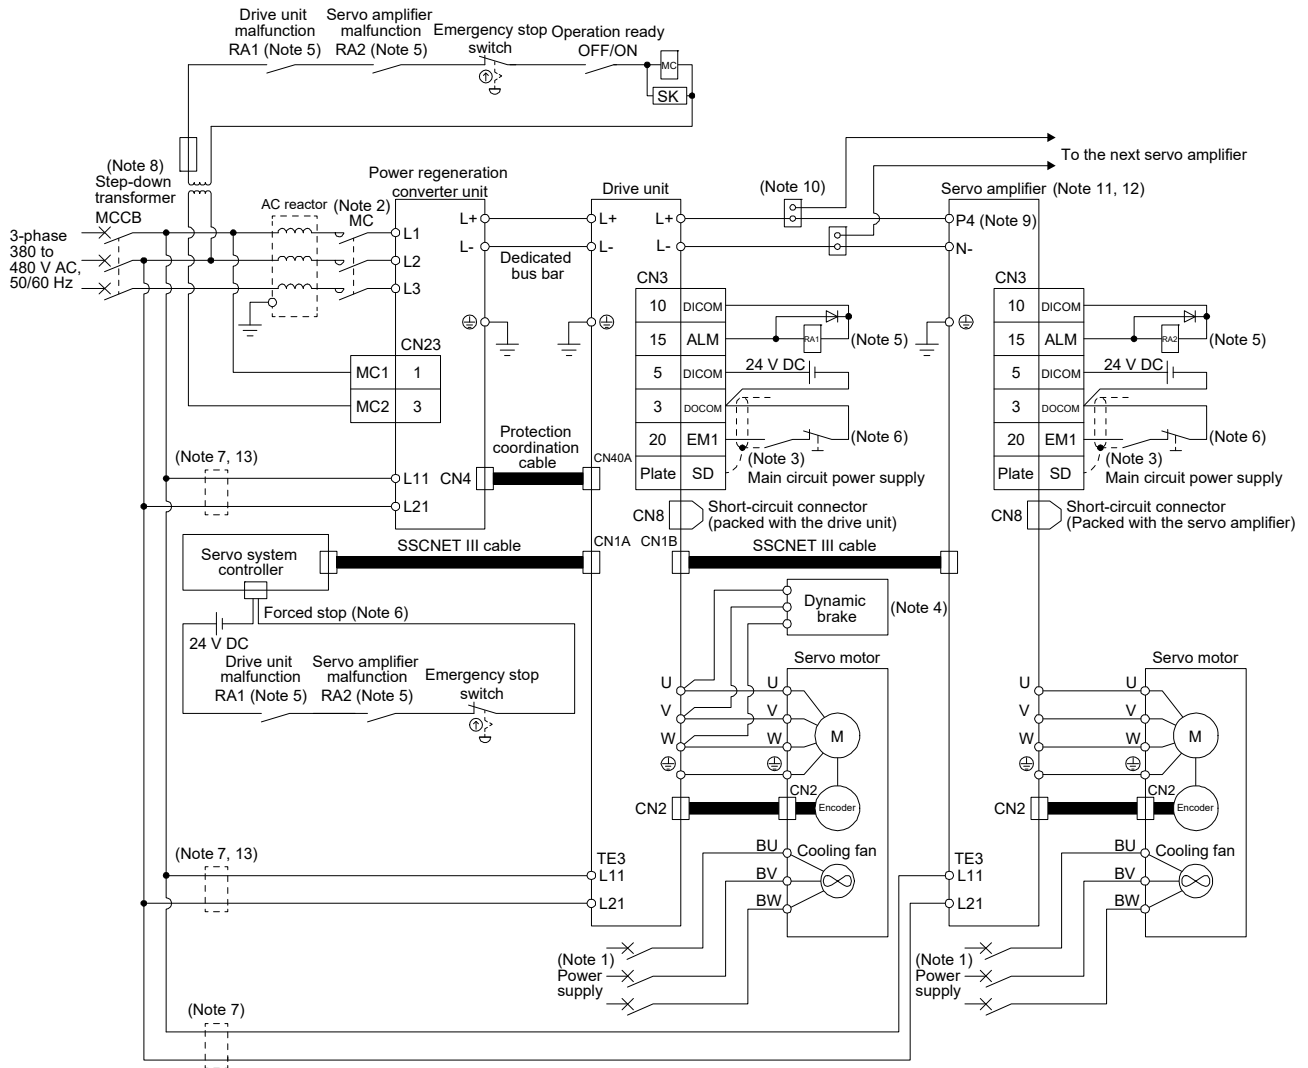 Drive unit
malfunction
RA1 (Note 5)
Servo amplifier
malfunction
RA2 (Note 5)
Emergency stop
switch
Operation ready
OFF/ON
MC
SK
(Note 8)
Step-down
transformer
MCCB
3-phase
380 to
480 V AC,
50/60 Hz
AC reactor
(Note 2)
MC
Power regeneration
converter unit
L+
L-
L1
L2
L3
CN23
MC1 1
MC2 3
Dedicated
bus bar
Drive unit
L+
L-
L+
L-
(Note 10)
To the next servo amplifier
Servo amplifier (Note 11, 12)
P4 (Note 9)
N-
CN3
10 DICOM
15 ALM
5 DICOM
3 DOCOM
20 EM1
Plate SD
RA1
(Note 5)
24 V DC
(Note 6)
(Note 3)
Main circuit power supply
CN8
Short-circuit connector
(packed with the drive unit)
CN3
10 DICOM
15 ALM
5 DICOM
3 DOCOM
20 EM1
Plate SD
RA2
(Note 5)
24 V DC
(Note 6)
(Note 3)
Main circuit power supply
CN8
Short-circuit connector
(Packed with the servo amplifier)
(Note 7, 13)
L11
L21
CN4
Protection
coordination
cable
CN40A
Servo system
controller
SSCNET III cable
CN1A
CN1B
SSCNET III cable
Forced stop (Note 6)
24 V DC
Drive unit
malfunction
RA1 (Note 5)
Servo amplifier
malfunction
RA2 (Note 5)
Emergency stop
switch
Dynamic
brake
(Note 4)
Servo motor
U
V
W
U
V
W
M
CN2
CN2
Encoder
BU
BV
BW
Cooling fan
Servo motor
U
V
W
U
V
W
M
CN2
CN2
Encoder
BU
BV
BW
Cooling fan
(Note 7, 13)
TE3
L11
L21
TE3
L11
L21
(Note 1)
Power
supply
(Note 1)
Power
supply
(Note 7)